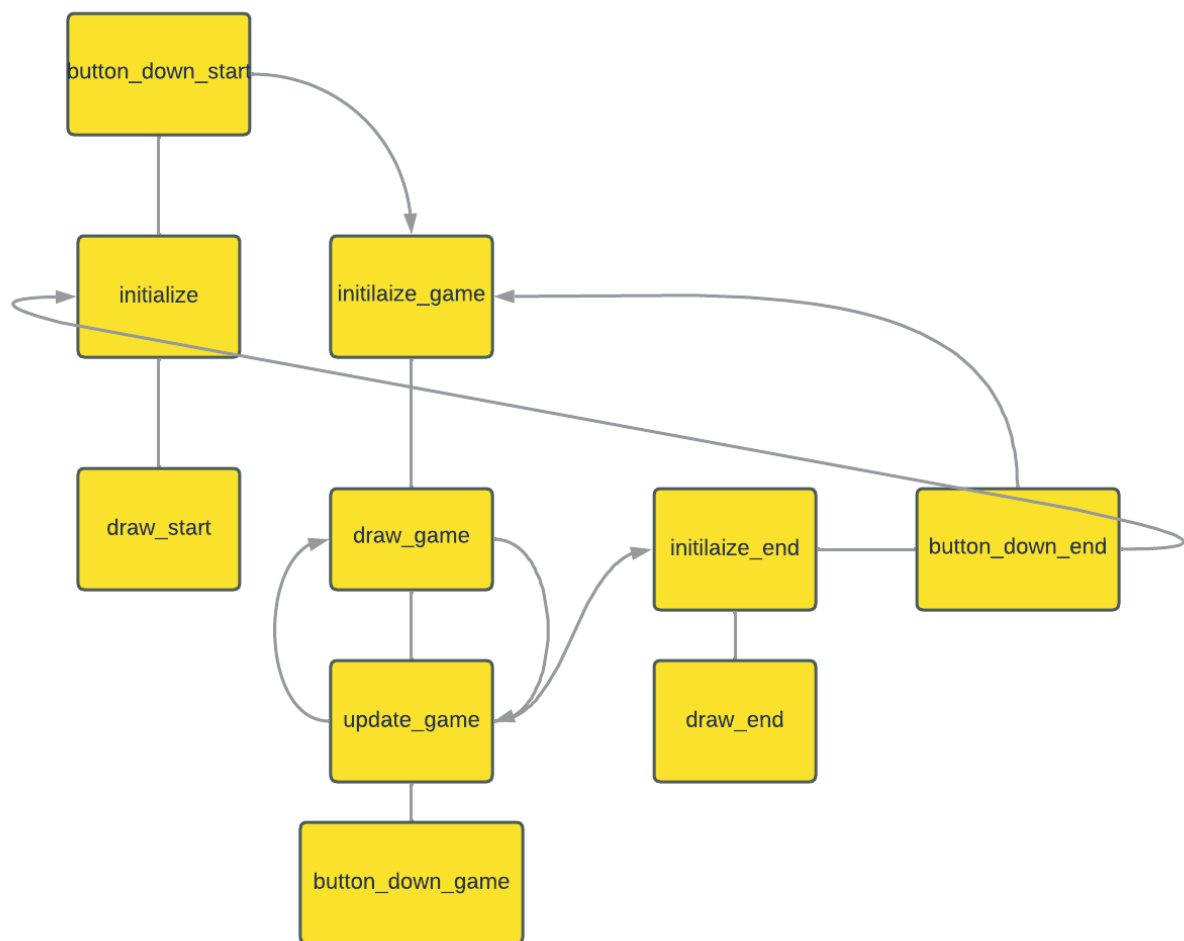 button_down_start
initialize
initilaize_game
draw_start
draw_game
initilaize_end
button_down_end
update_game
draw_end
button_down_game